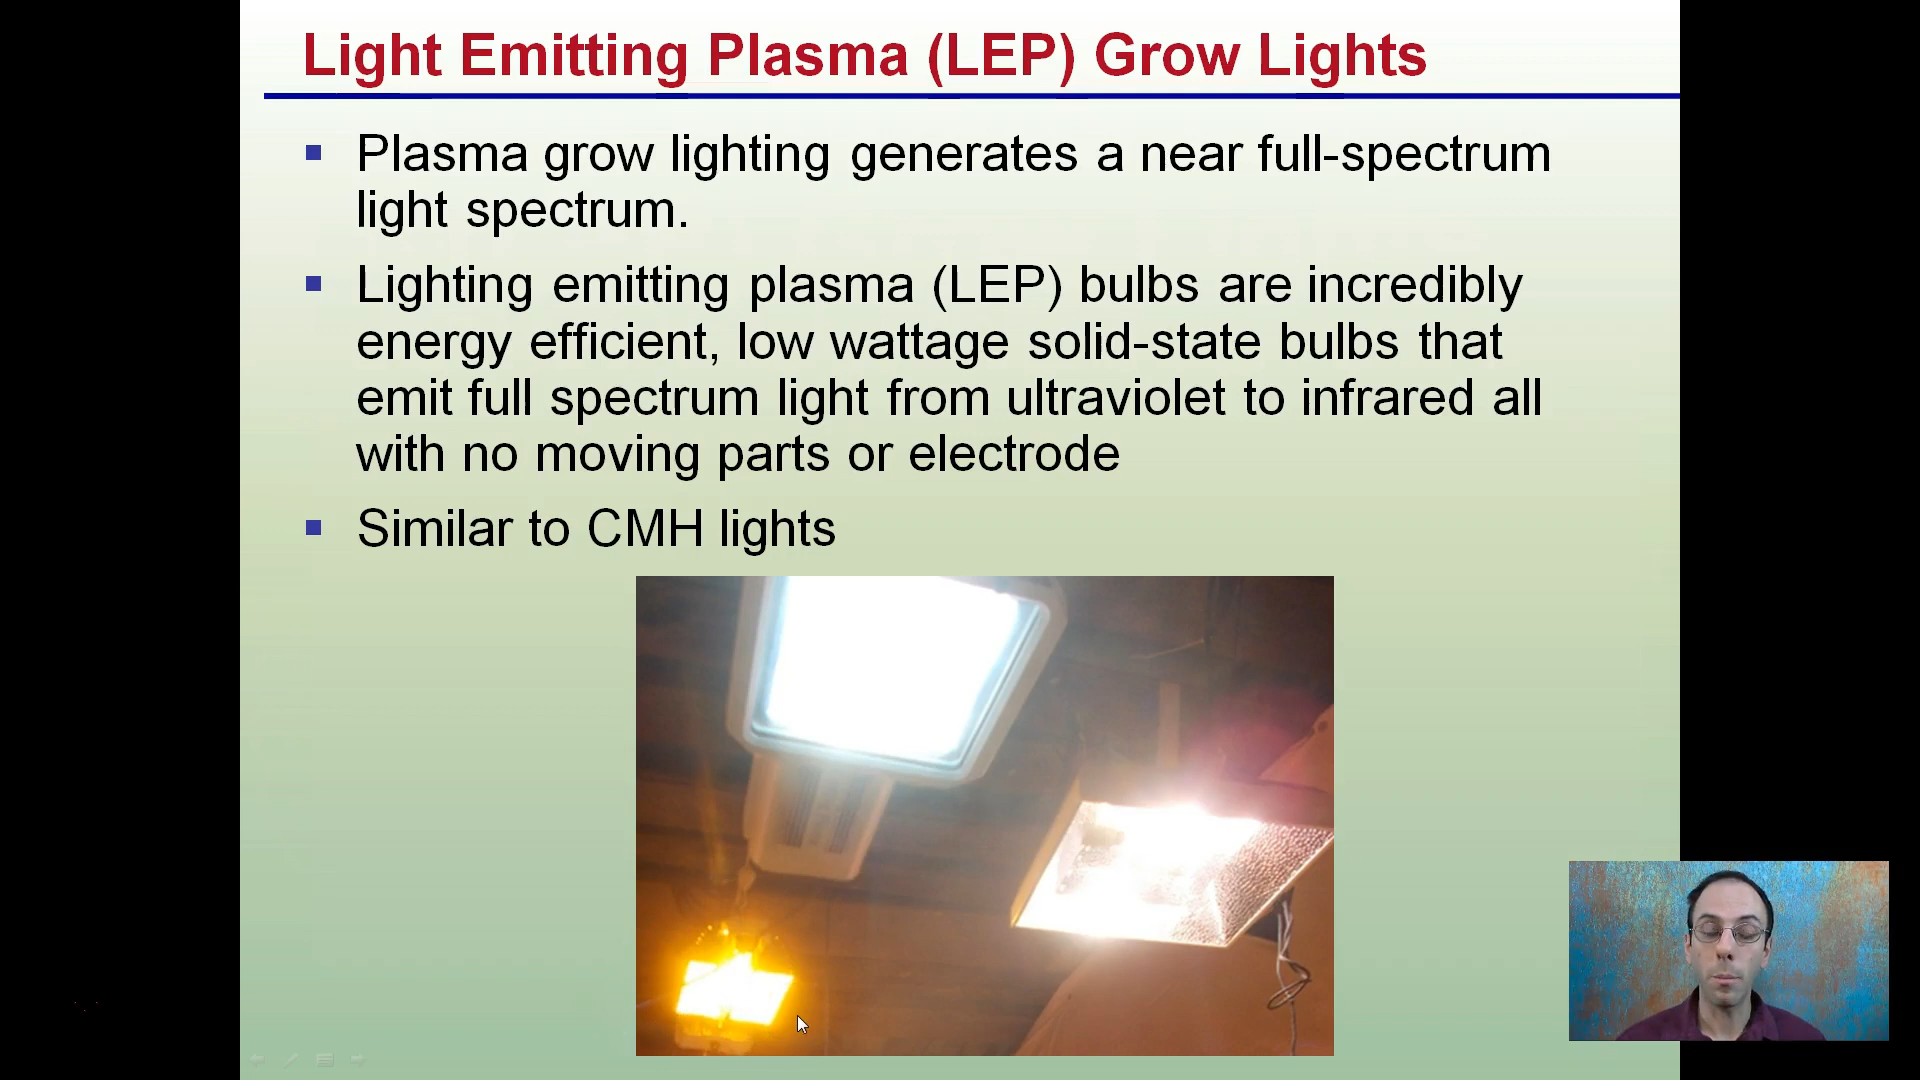 Light Emitting Plasma (LEP) Grow Lights
Plasma grow lighting generates a near full-spectrum
light spectrum.
Lighting emitting plasma (LEP) bulbs are incredibly
energy efficient, low wattage solid-state bulbs that
emit full spectrum light from ultraviolet to infrared all
with no moving parts or electrode
Similar to CMH lights